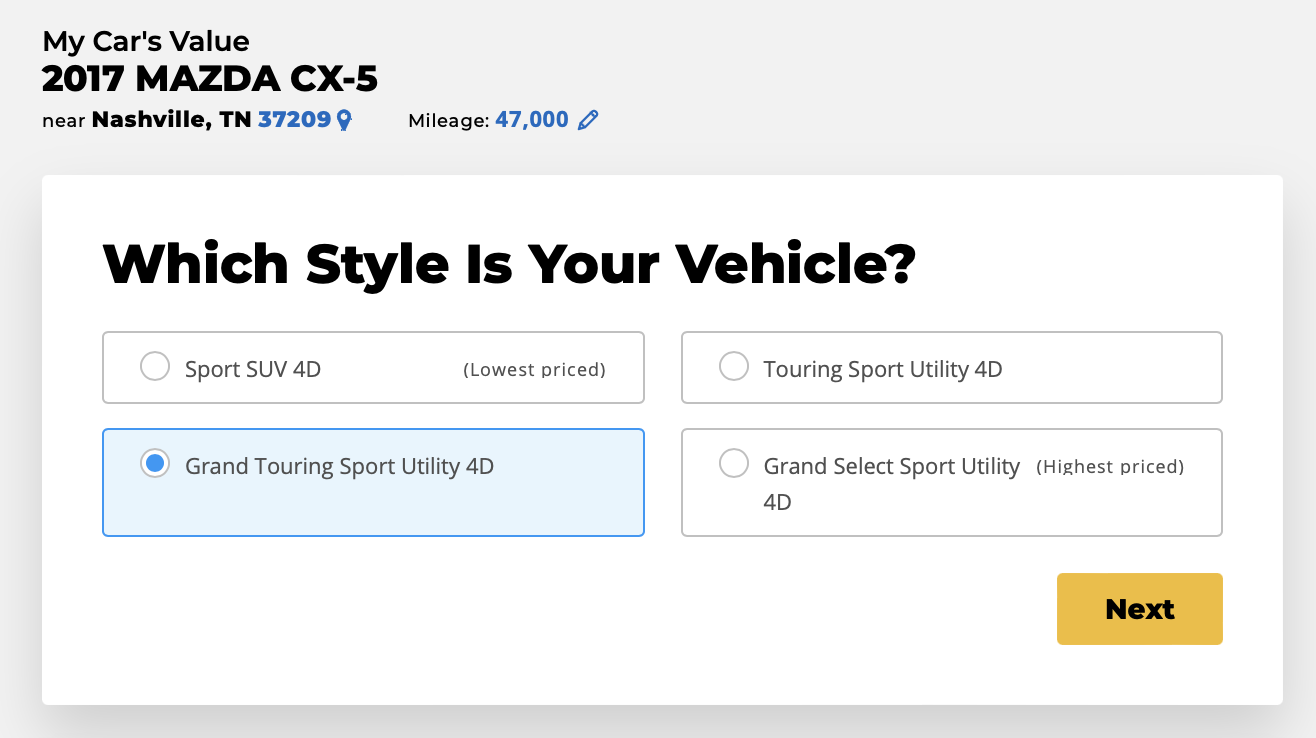 My Car's Value
2017 MAZDA CX-5
near Nashville, TN 37209 Mileage: 47,000
Which Style Is Your Vehicle?
Sport SUV 4D (Lowest priced)
Touring Sport Utility 4D
Grand Touring Sport Utility 4D
Grand Select Sport Utility (Highest priced)
4D
Next